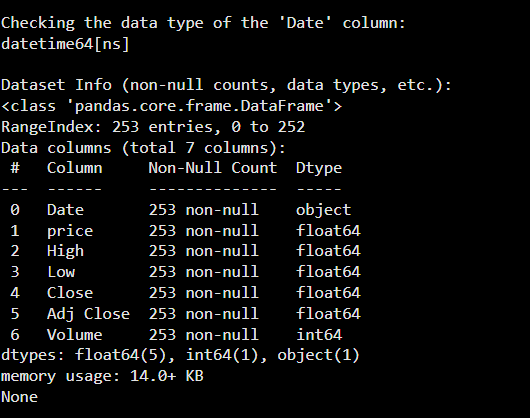 Checking the data type of the 'Date' column:
datetime64[ns]

Dataset Info (non-null counts, data types, etc.):
<class 'pandas.core.frame.DataFrame'>
RangeIndex: 253 entries, 0 to 252
Data columns (total 7 columns):
 #   Column     Non-Null Count  Dtype
---  ------     --------------  -----
 0   Date       253 non-null    object
 1   price      253 non-null    float64
 2   High       253 non-null    float64
 3   Low        253 non-null    float64
 4   Close      253 non-null    float64
 5   Adj Close  253 non-null    float64
 6   Volume     253 non-null    int64
dtypes: float64(5), int64(1), object(1)
memory usage: 14.0+ KB
None